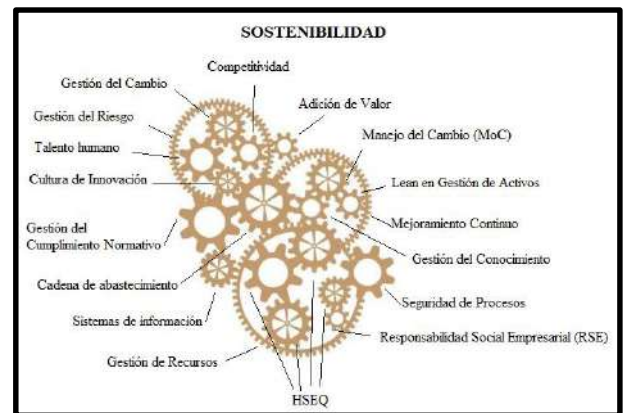 SOSTENIBILIDAD
Competitividad
Gestión del Cambio
Adición de Valor
Gestión del Riesgo
Manejo del Cambio (MoC)
Talento humano
Cultura de Innovación
Lean en Gestión de Activos
Mejoramiento Continuo
Gestión del
Cumplimiento Normativo
Gestión del Conocimiento
Cadena de abastecimiento
Seguridad de Procesos
Sistemas de información
Responsabilidad Social Empresarial (RSE)
Gestión de Recursos
HSEQ